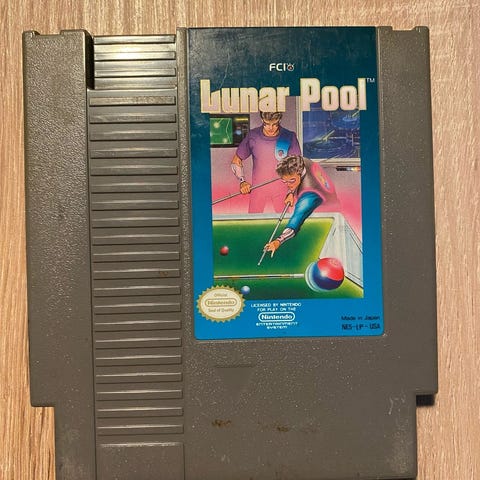 FCI
Lunar Pool™
Official
Nintendo
Seal of Quality
LICENSED BY NINTENDO
FOR PLAY ON THE
Nintendo
ENTERTAINMENT
SYSTEM
Made in Japan
NES-LP-USA